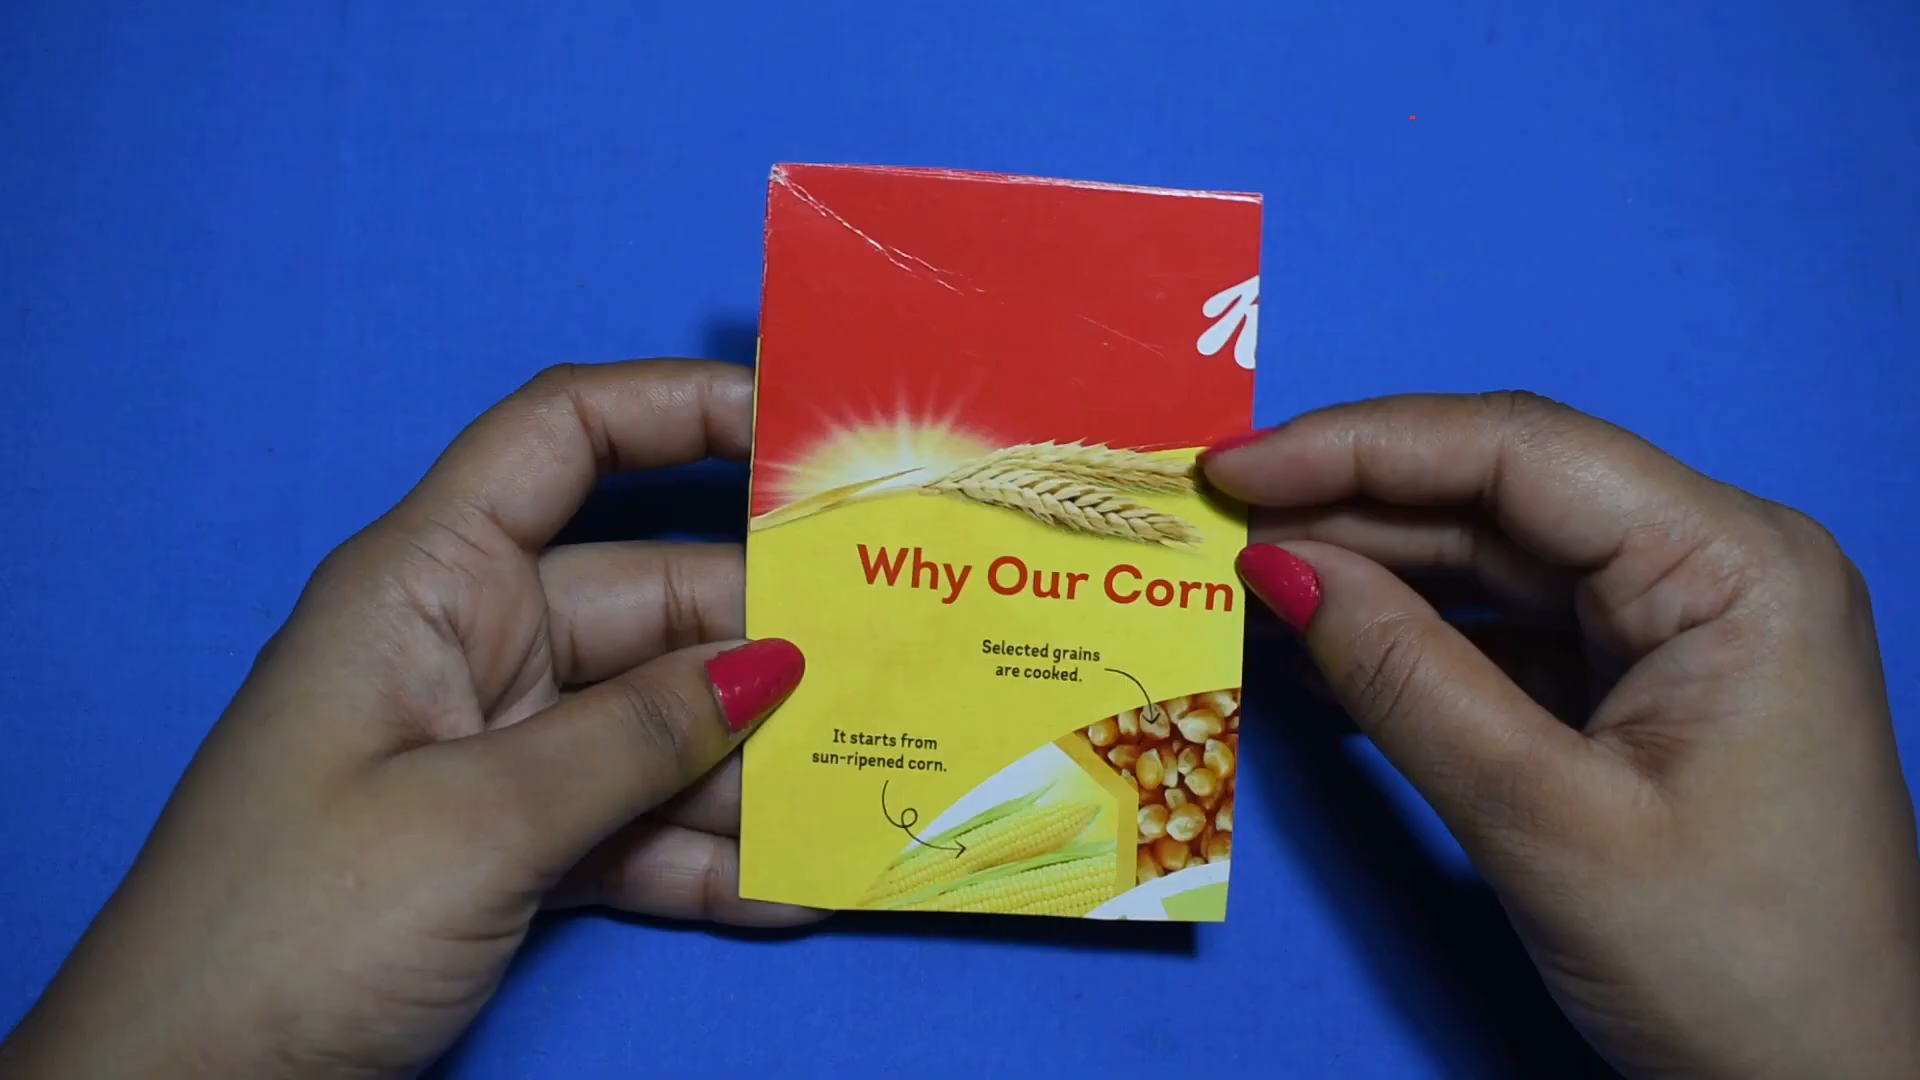 Why Our Corn
Selected grains
are cooked.
It starts from
sun-ripened corn.